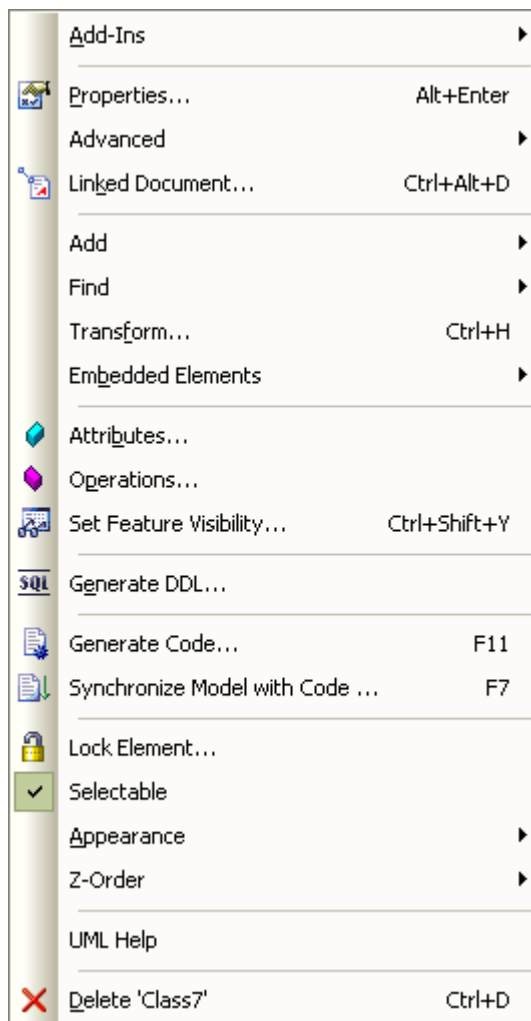 Add-Ins
Properties... Alt+Enter
Advanced
Linked Document... Ctrl+Alt+D
Add
Find
Transform... Ctrl+H
Embedded Elements
Attributes...
Operations...
Set Feature Visibility... Ctrl+Shift+Y
SQL Generate DDL...
Generate Code... F11
Synchronize Model with Code ... F7
Lock Element...
Selectable
Appearance
Z-Order
UML Help
Delete 'Class7' Ctrl+D